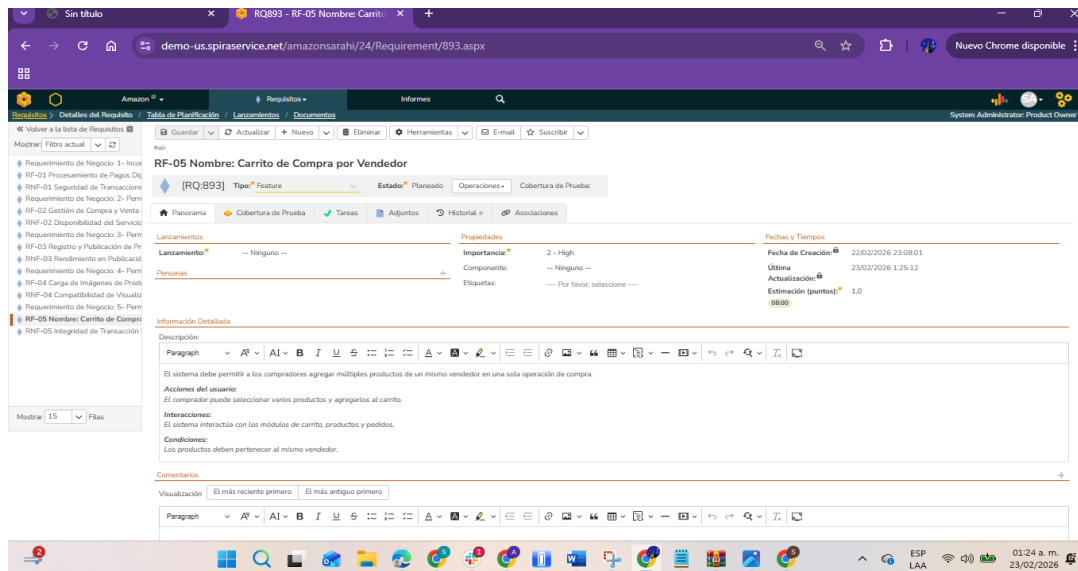 Sin título
RQ893 - RF-05 Nombre: Carrito
demo-us.spiraservice.net/amazonsarahi/24/Requirement/893.aspx
Nuevo Chrome disponible
Amazon
Requisitos
Informes
SA
Requisitos > Detalles del Requisito / Tabla de Planificación / Lanzamientos / Documentos
System Administrator: Product Owner
Volver a la lista de Requisitos
Mostrar: Filtro actual
Requerimiento de Negocio: 1- Incor
RF-01 Procesamiento de Pagos Dig
RNF-01 Seguridad de Transaccione
Requerimiento de Negocio: 2- Perm
RF-02 Gestión de Compra y Venta
RNF-02 Disponibilidad del Servicio
Requerimiento de Negocio: 3- Perm
RF-03 Registro y Publicación de Pr
RNF-03 Rendimiento en Publicació
Requerimiento de Negocio: 4- Perm
RF-04 Carga de Imágenes de Prod
RNF-04 Compatibilidad de Visualiz
Requerimiento de Negocio: 5- Perm
RF-05 Nombre: Carrito de Compra
RNF-05 Integridad de Transacción
Mostrar 15 Filas
Guardar Actualizar + Nuevo Eliminar Herramientas E-mail Suscribir
Raíz
RF-05 Nombre: Carrito de Compra por Vendedor
[RQ:893] Tipo:* Feature Estado:* Planeado Operaciones Cobertura de Prueba:
Panorama Cobertura de Prueba Tareas Adjuntos Historial Asociaciones
Lanzamientos
Lanzamiento:* -- Ninguno --
Personas
Propiedades
Importancia:* 2 - High
Componente: -- Ninguno --
Etiquetas: --- Por favor, seleccione ---
Fechas y Tiempos
Fecha de Creación: 22/02/2026 23:08:01
Última Actualización: 23/02/2026 1:25:12
Estimación (puntos):* 1,0
08:00
Información Detallada
Descripción:
Paragraph
El sistema debe permitir a los compradores agregar múltiples productos de un mismo vendedor en una sola operación de compra.
Acciones del usuario:
El comprador puede seleccionar varios productos y agregarlos al carrito.
Interacciones:
El sistema interactúa con los módulos de carrito, productos y pedidos.
Condiciones:
Los productos deben pertenecer al mismo vendedor.
Comentarios
Visualización El más reciente primero El más antiguo primero
Paragraph
2
ESP
LAA
01:24 a. m.
23/02/2026